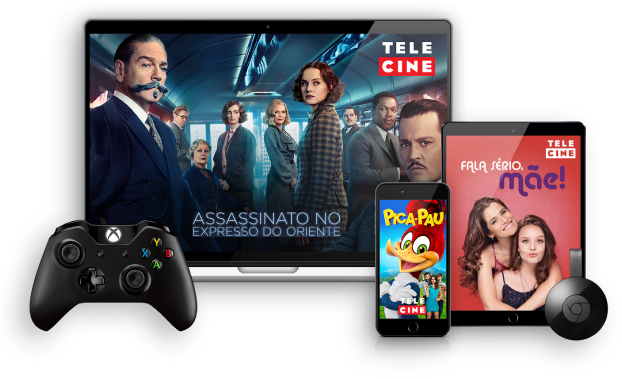 TELE
CINE
ASSASSINATO NO
EXPRESSO DO ORIENTE
TELE
CINE
FALA SÉRIO,
mãe!
PICA-PAU
TELE
CINE
Y
X
B
A